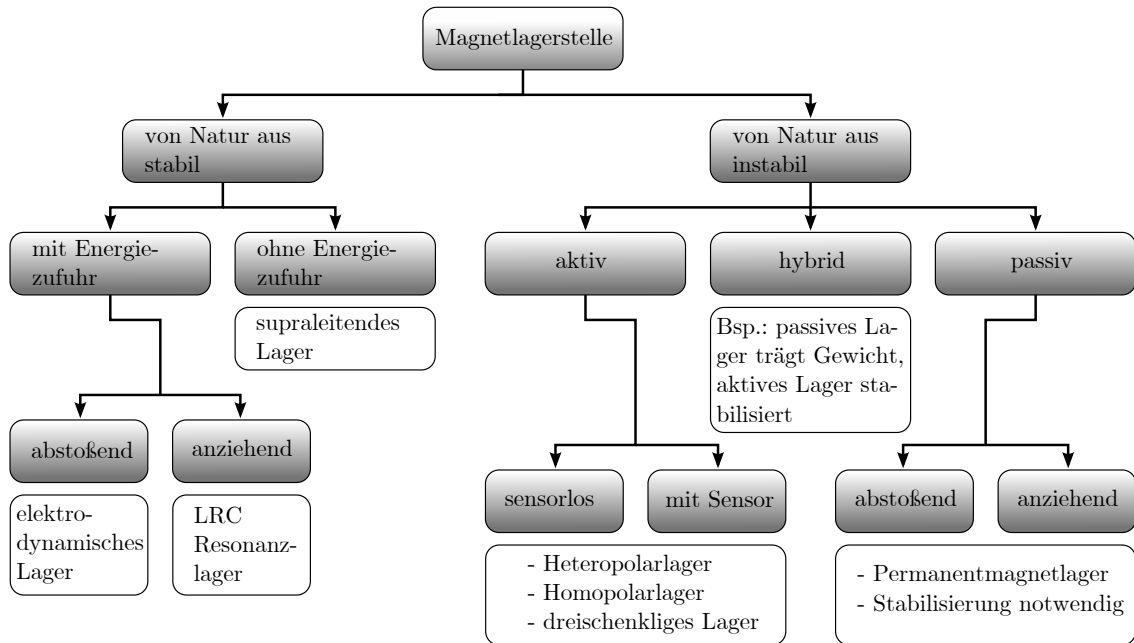 Magnetlagerstelle
von Natur aus
stabil
von Natur aus
instabil
mit Energie-
zufuhr
ohne Energie-
zufuhr
aktiv
hybrid
passiv
supraleitendes
Lager
Bsp.: passives La-
ger trägt Gewicht,
aktives Lager sta-
bilisiert
abstoßend
anziehend
sensorlos
mit Sensor
abstoßend
anziehend
elektro-
dynamisches
Lager
LRC
Resonanz-
lager
- Heteropolarlager
- Homopolarlager
- dreischenkliges Lager
- Permanentmagnetlager
- Stabilisierung notwendig